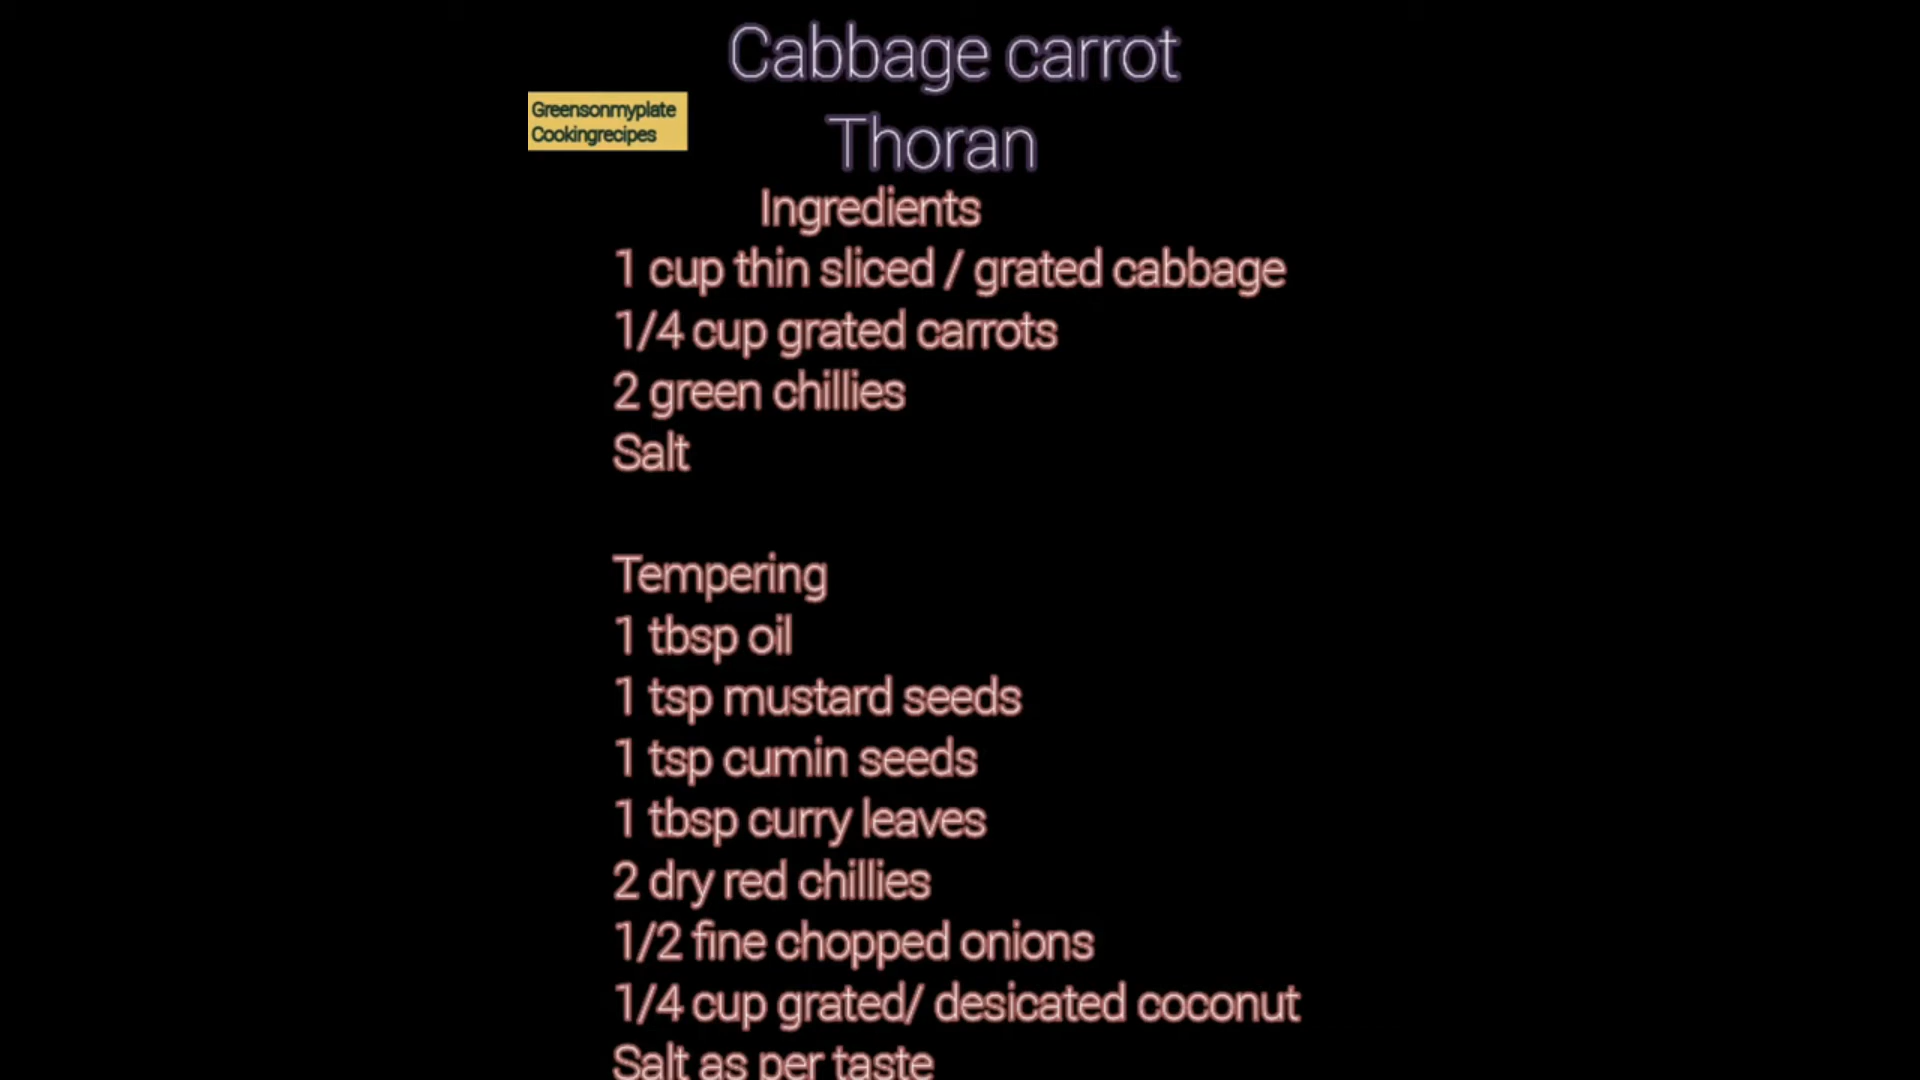 Cabbage carrot
Thoran
Greensonmyplate
Cookingrecipes
Ingredients
1 cup thin sliced / grated cabbage
1/4 cup grated carrots
2 green chillies
Salt
Tempering
1 tbsp oil
1 tsp mustard seeds
1 tsp cumin seeds
1 tbsp curry leaves
2 dry red chillies
1/2 fine chopped onions
1/4 cup grated/ desicated coconut
Salt as per taste